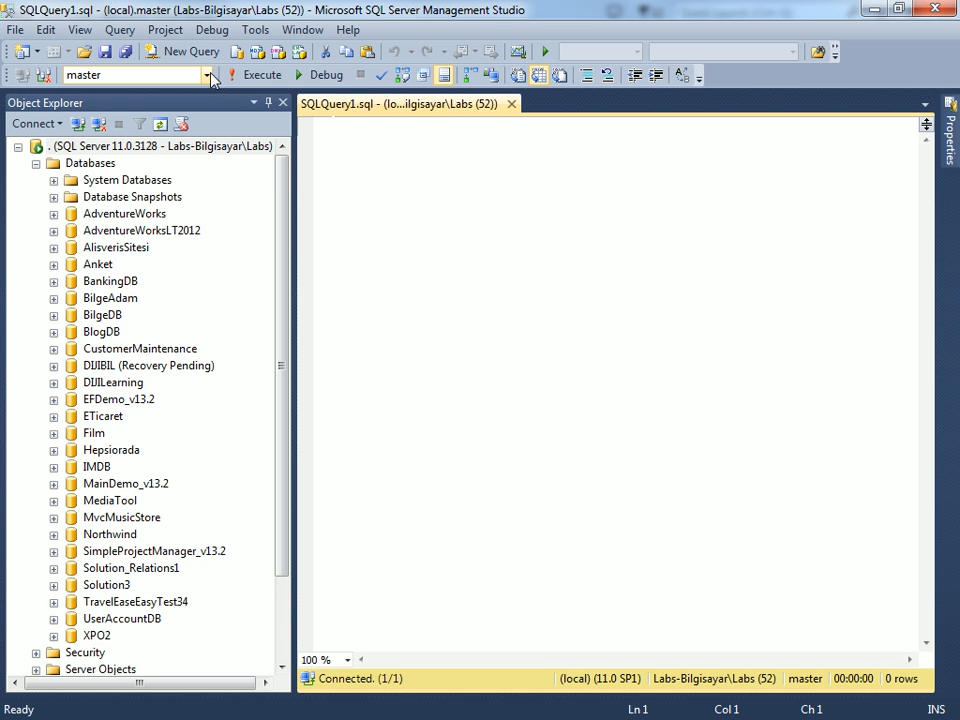 SQLQuery1.sql - (local).master (Labs-Bilgisayar\Labs (52)) - Microsoft SQL Server Management Studio
File Edit View Query Project Debug Tools Window Help
New Query
master Execute Debug
Object Explorer
SQLQuery1.sql - (lo...ilgisayar\Labs (52))
Properties
Connect
. (SQL Server 11.0.3128 - Labs-Bilgisayar\Labs)
Databases
System Databases
Database Snapshots
AdventureWorks
AdventureWorksLT2012
AlisverisSitesi
Anket
BankingDB
BilgeAdam
BilgeDB
BlogDB
CustomerMaintenance
DIJIBIL (Recovery Pending)
DIJILearning
EFDemo_v13.2
ETicaret
Film
Hepsiorada
IMDB
MainDemo_v13.2
MediaTool
MvcMusicStore
Northwind
SimpleProjectManager_v13.2
Solution_Relations1
Solution3
TravelEaseEasyTest34
UserAccountDB
XPO2
Security
Server Objects
100 %
Connected. (1/1) (local) (11.0 SP1) Labs-Bilgisayar\Labs (52) master 00:00:00 0 rows
Ready Ln 1 Col 1 Ch 1 INS